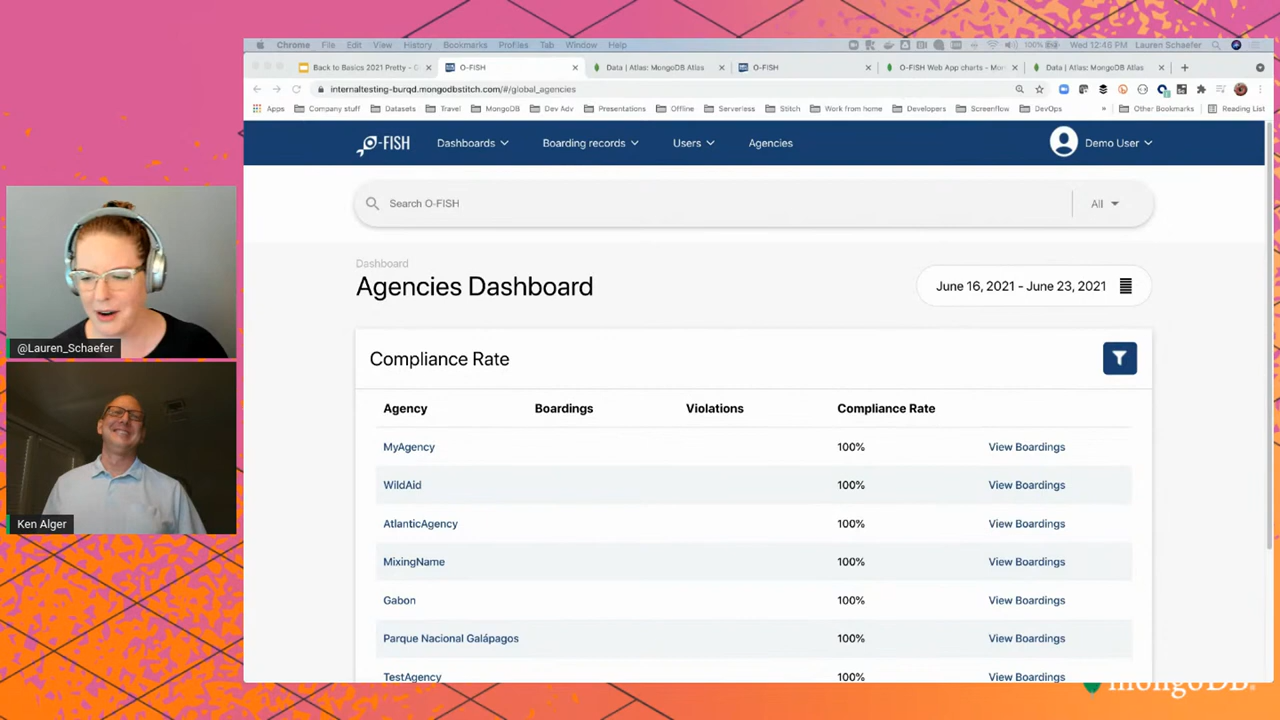 Chrome File Edit View History Bookmarks Profiles Tab Window Help
100% Wed 12:46 PM Lauren Schaefer
Back to Basics 2021 Pretty - G
O-FISH
Data | Atlas: MongoDB Atlas
O-FISH
O-FISH Web App charts - Mon
Data | Atlas: MongoDB Atlas
internaltesting-burqd.mongodbstitch.com/#/global_agencies
Apps Company stuff Datasets Travel MongoDB Dev Adv Presentations Offline Serverless Stitch Work from home Developers Screenflow DevOps » Other Bookmarks Reading List
O-FISH Dashboards Boarding records Users Agencies Demo User
Search O-FISH All
Dashboard
Agencies Dashboard
June 16, 2021 - June 23, 2021
Compliance Rate
Agency Boardings Violations Compliance Rate
MyAgency 100% View Boardings
WildAid 100% View Boardings
AtlanticAgency 100% View Boardings
MixingName 100% View Boardings
Gabon 100% View Boardings
Parque Nacional Galápagos 100% View Boardings
TestAgency 100% View Boardings
@Lauren_Schaefer
Ken Alger
mongoDB